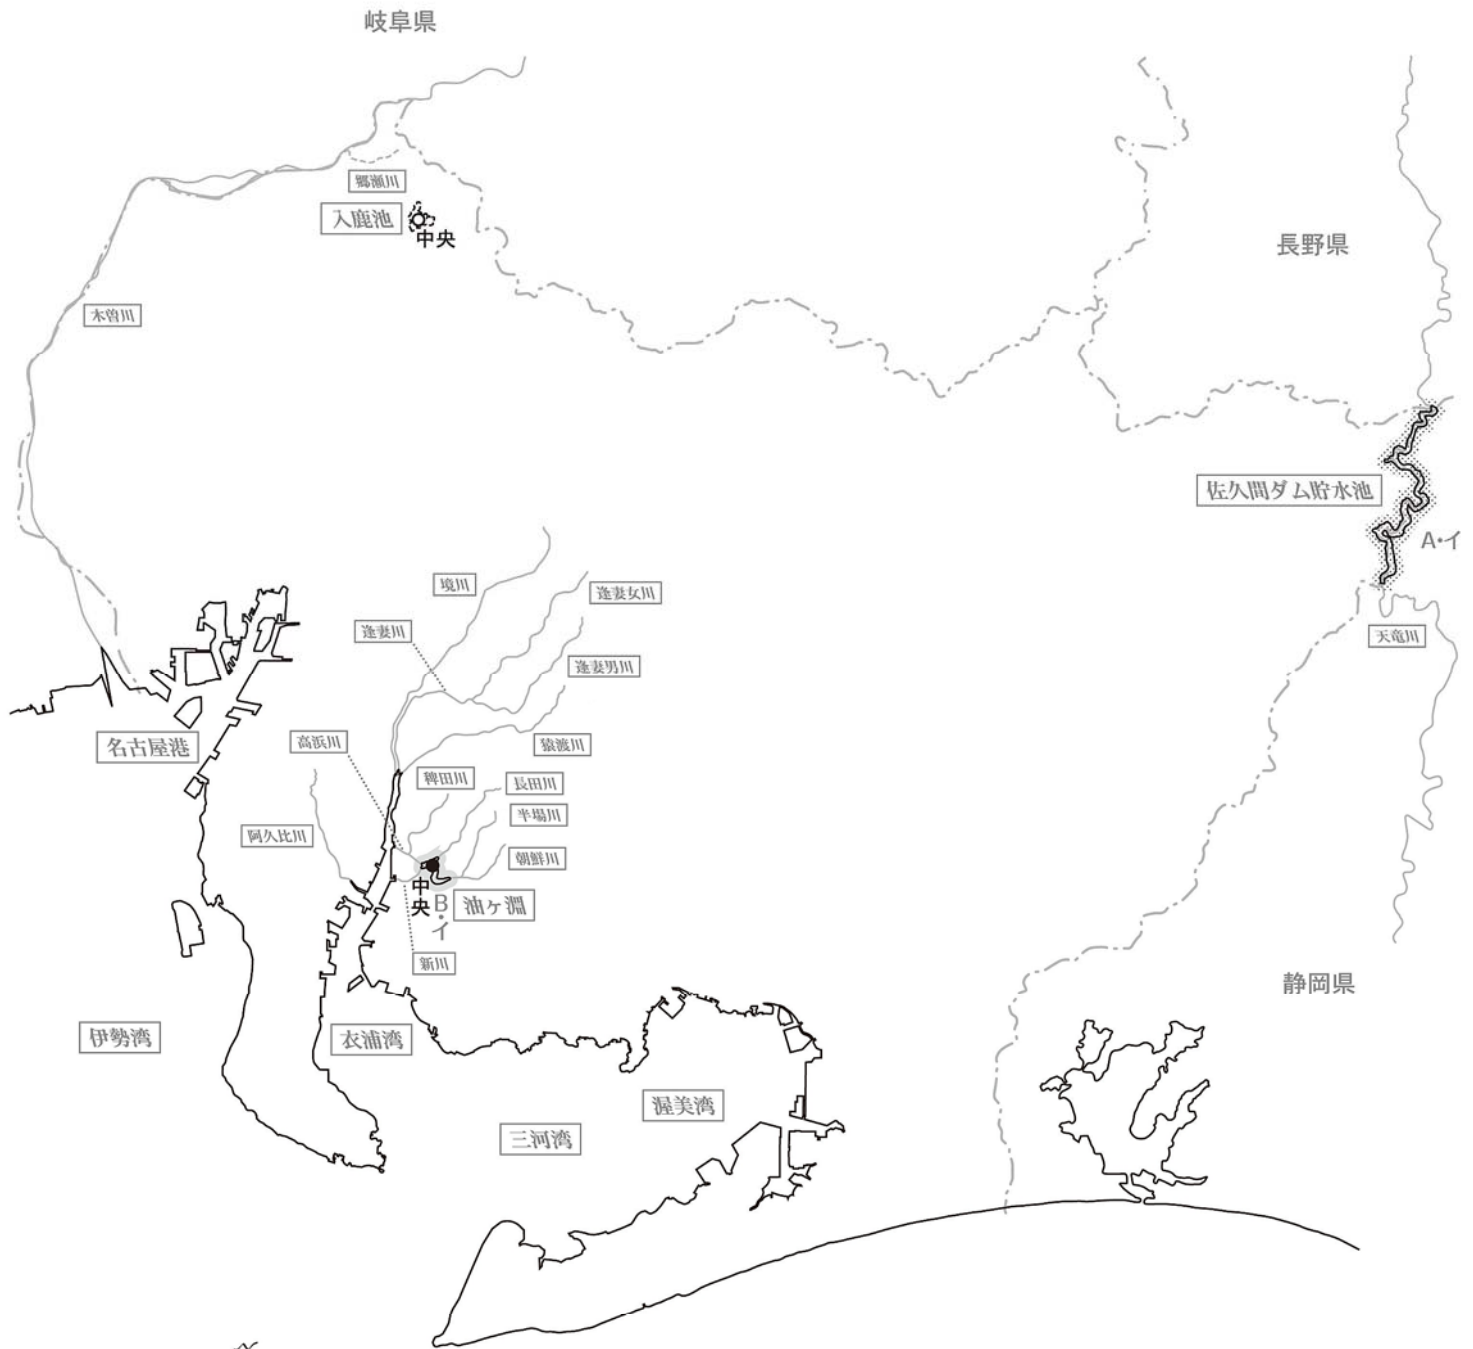 岐阜県
郷瀬川
入鹿池
中央
長野県
木曽川
佐久間ダム貯水池
A・イ
境川
逢妻女川
逢妻川
天竜川
逢妻男川
名古屋港
高浜川
猿渡川
稗田川
長田川
半場川
阿久比川
朝鮮川
中央
B・イ
油ヶ淵
新川
静岡県
伊勢湾
衣浦湾
渥美湾
三河湾